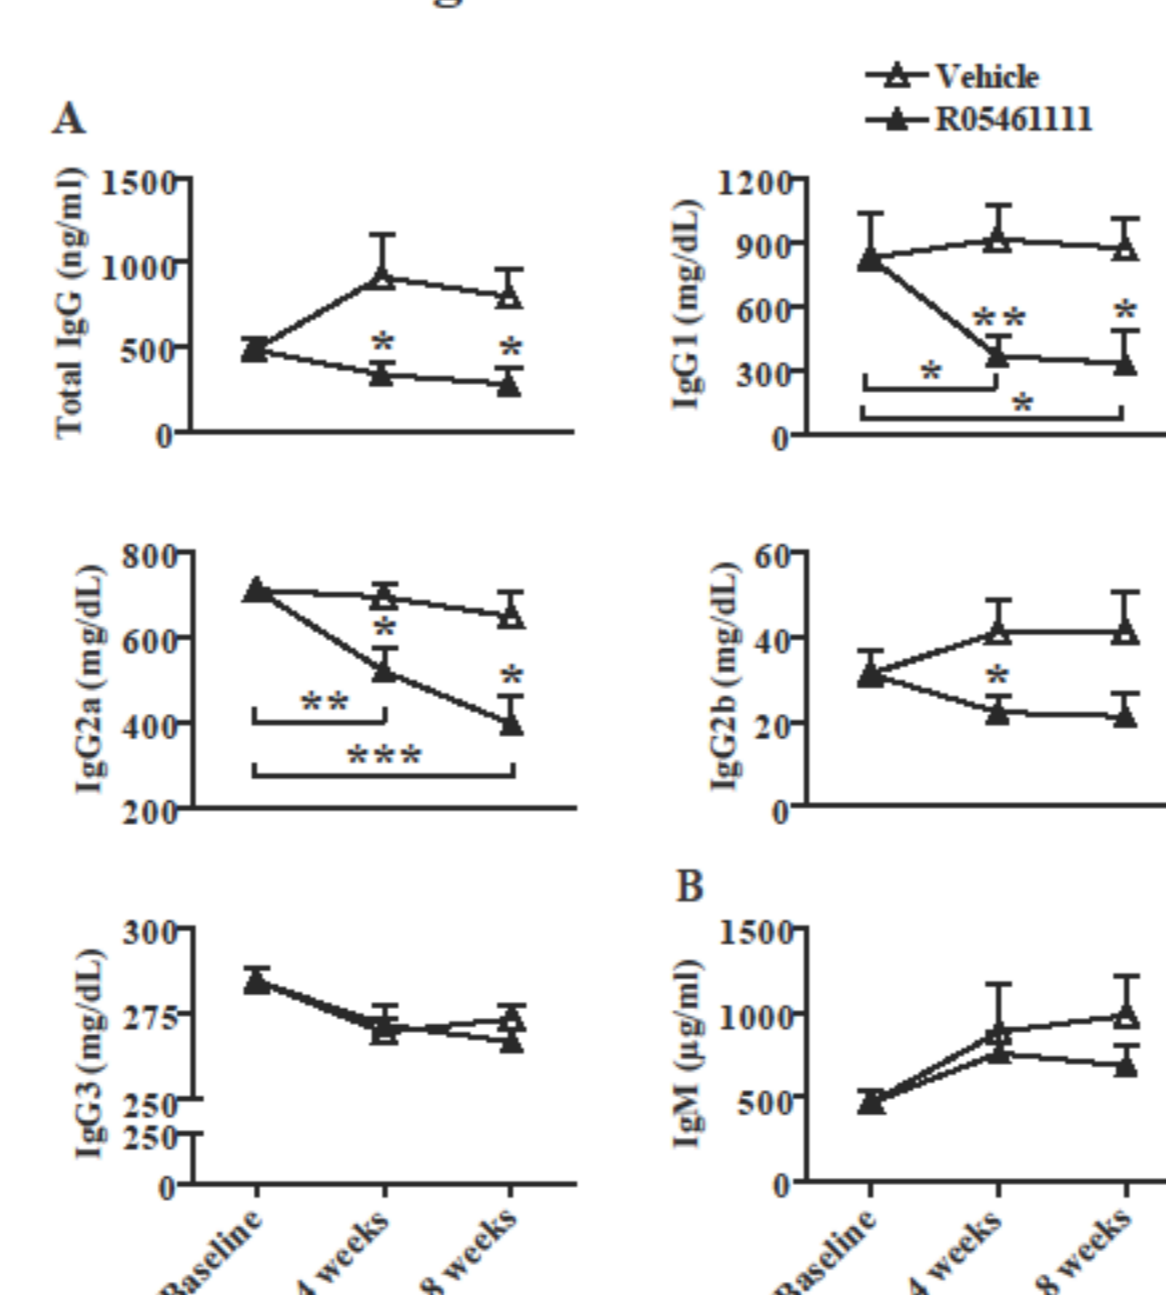 g
Vehicle
R05461111
A
Total IgG (ng/ml)
1500
1000
500
0
*
*
IgG1 (mg/dL)
1200
900
600
300
0
**
*
*
*
IgG2a (mg/dL)
800
600
400
200
*
*
**
***
IgG2b (mg/dL)
60
40
20
0
*
IgG3 (mg/dL)
300
275
250
250
0
Baseline
4 weeks
8 weeks
B
IgM (µg/ml)
1500
1000
500
0
Baseline
4 weeks
8 weeks